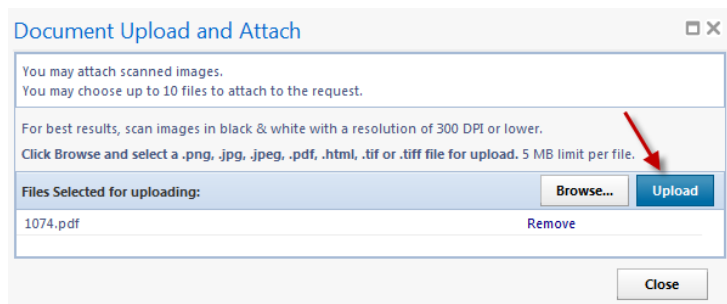 Document Upload and Attach
You may attach scanned images.
You may choose up to 10 files to attach to the request.
For best results, scan images in black & white with a resolution of 300 DPI or lower.
Click Browse and select a .png, .jpg, .jpeg, .pdf, .html, .tif or .tiff file for upload. 5 MB limit per file.
Files Selected for uploading: Browse... Upload
1074.pdf Remove
Close